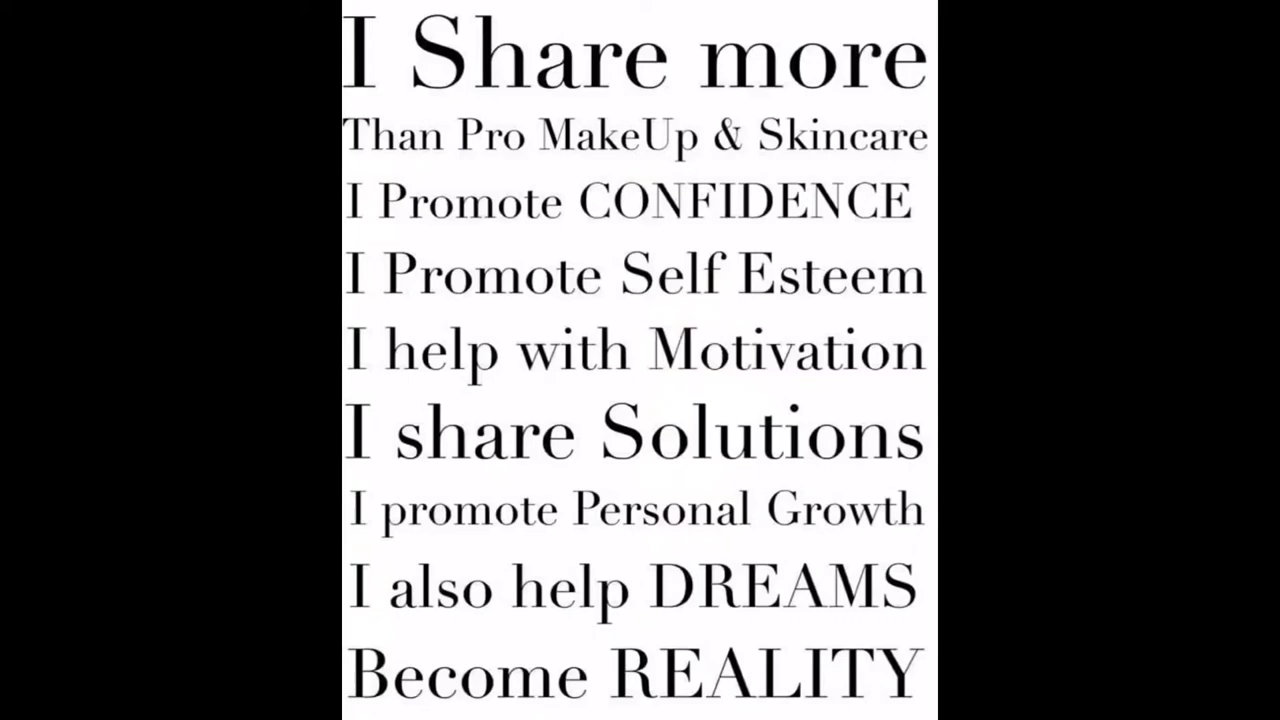 I Share more
Than Pro MakeUp & Skincare
I Promote CONFIDENCE
I Promote Self Esteem
I help with Motivation
I share Solutions
I promote Personal Growth
I also help DREAMS
Become REALITY